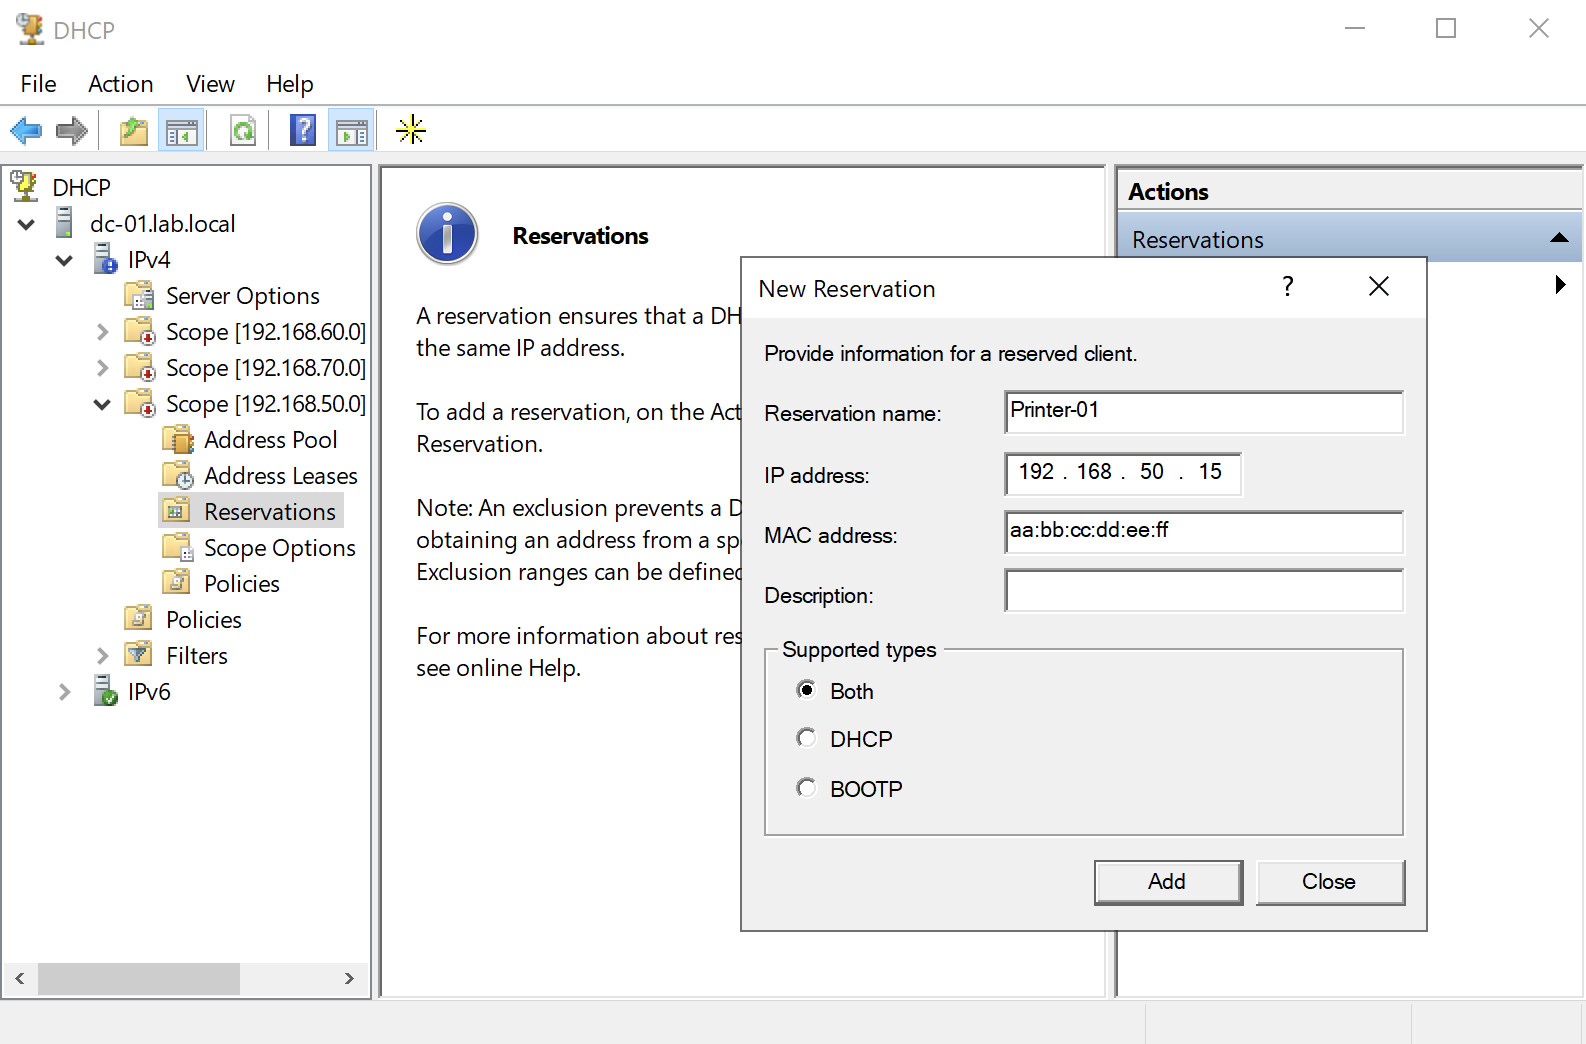 DHCP
File Action View Help
DHCP
dc-01.lab.local
IPv4
Server Options
Scope [192.168.60.0]
Scope [192.168.70.0]
Scope [192.168.50.0]
Address Pool
Address Leases
Reservations
Scope Options
Policies
Policies
Filters
IPv6
Reservations
A reservation ensures that a DH
the same IP address.
To add a reservation, on the Act
Reservation.
Note: An exclusion prevents a D
obtaining an address from a sp
Exclusion ranges can be defined
For more information about res
see online Help.
Actions
Reservations
New Reservation
Provide information for a reserved client.
Reservation name: Printer-01
IP address: 192 . 168 . 50 . 15
MAC address: aa:bb:cc:dd:ee:ff
Description:
Supported types
Both
DHCP
BOOTP
Add Close